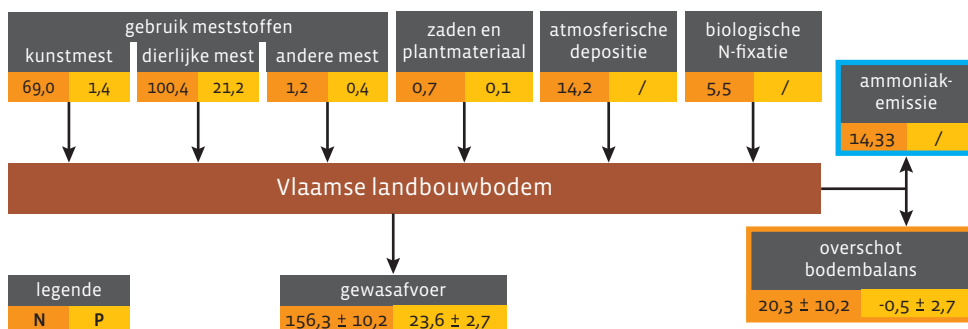 gebruik meststoffen
kunstmest dierlijke mest andere mest
69,0 1,4 100,4 21,2 1,2 0,4
zaden en
plantmateriaal
0,7 0,1
atmosferische
depositie
14,2 /
biologische
N-fixatie
5,5 /
ammoniak-
emissie
14,33 /
Vlaamse landbouwbodem
overschot
bodembalans
20,3 ± 10,2 -0,5 ± 2,7
legende
N P
gewasafvoer
156,3 ± 10,2 23,6 ± 2,7